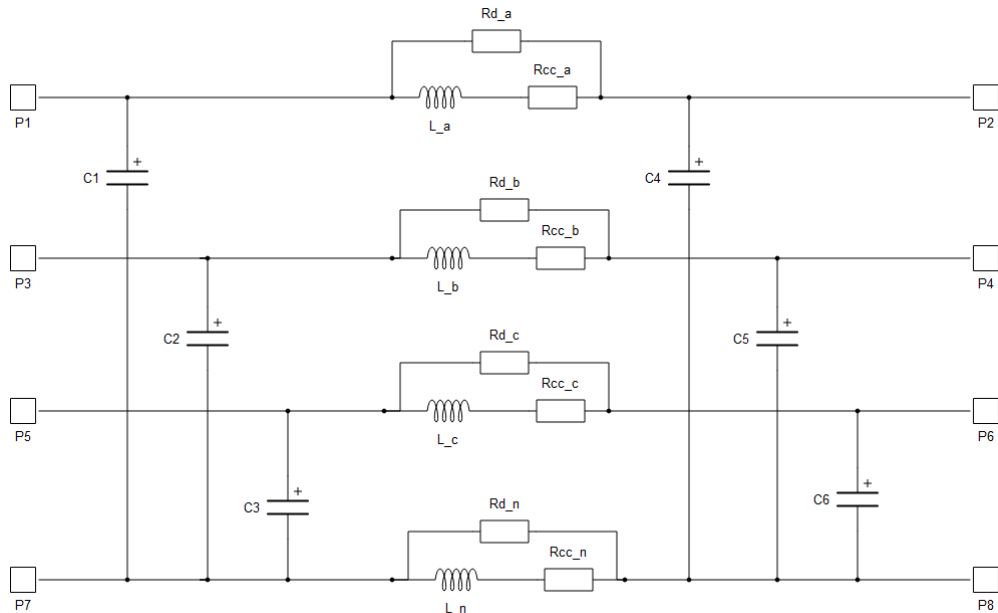 Rd_a
Rcc_a
P1
L_a
P2
C1
+
C4
+
Rd_b
Rcc_b
P3
L_b
P4
C2
+
C5
+
Rd_c
Rcc_c
P5
L_c
P6
C3
+
C6
+
Rd_n
Rcc_n
P7
L_n
P8